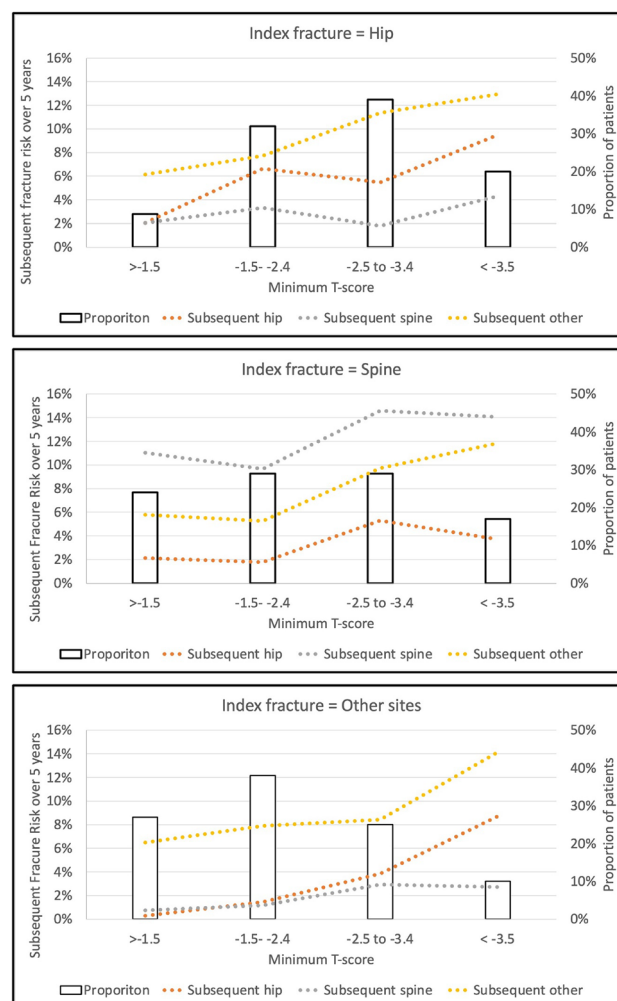 Index fracture = Hip
Subsequent fracture risk over 5 years
16%
14%
12%
10%
8%
6%
4%
2%
0%
50%
40%
30%
20%
10%
0%
Proportion of patients
>-1.5
-1.5- -2.4
-2.5 to -3.4
< -3.5
Minimum T-score
Proporiton
Subsequent hip
Subsequent spine
Subsequent other
Index fracture = Spine
Subsequent Fracure Risk over 5 years
16%
14%
12%
10%
8%
6%
4%
2%
0%
50%
40%
30%
20%
10%
0%
Proportion of patients
>-1.5
-1.5- -2.4
-2.5 to -3.4
< -3.5
Minimum T-score
Proporiton
Subsequent hip
Subsequent spine
Subsequent other
Index fracture = Other sites
Subsequent Fracure Risk over 5 years
16%
14%
12%
10%
8%
6%
4%
2%
0%
50%
40%
30%
20%
10%
0%
Proportion of patients
>-1.5
-1.5- -2.4
-2.5 to -3.4
< -3.5
Minimum T-score
Proporiton
Subsequent hip
Subsequent spine
Subsequent other